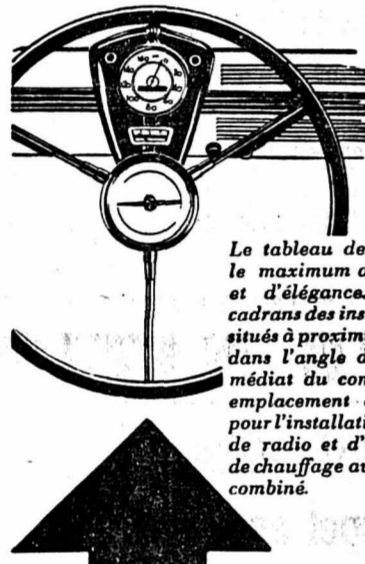 Le tableau de
le maximum d
et d'élégance.
cadrans des ins
situés à proxim
dans l'angle d
médiat du con
emplacement
pour l'installati
de radio et d'
de chauffage au
combiné.